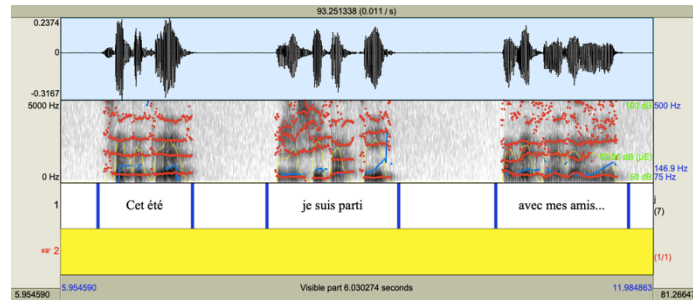 93.251338 (0.011 / s)
0.2374
0
-0.3167
5000 Hz
100 dB 500 Hz
146.9 Hz
0 Hz
50 dB 75 Hz
1
Cet été
je suis parti
avec mes amis...
(7)
2
(1/1)
5.954590
5.954590
Visible part 6.030274 seconds
11.984863
81.26647